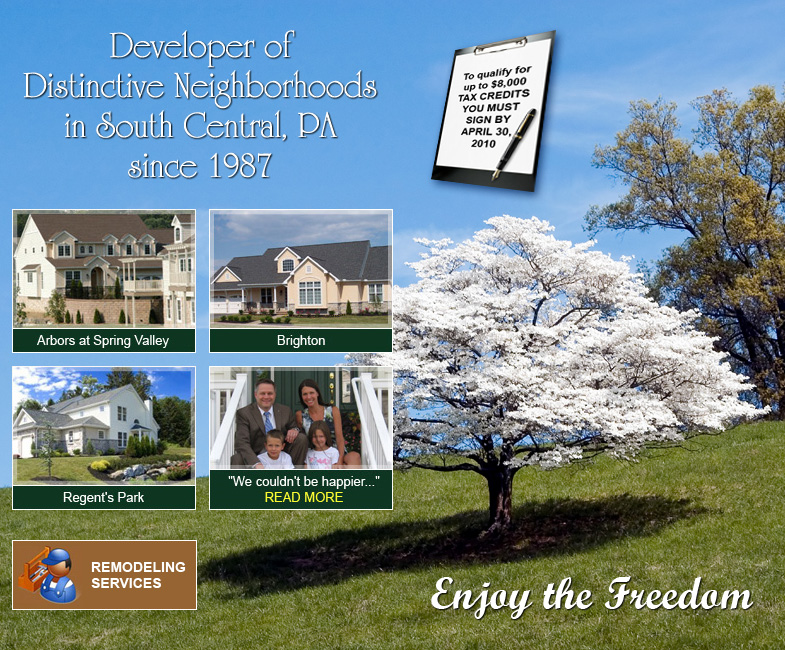 Developer of
Distinctive Neighborhoods
in South Central, PA
since 1987
To qualify for
up to $8,000
TAX CREDITS
YOU MUST
SIGN BY
APRIL 30,
2010
Arbors at Spring Valley
Brighton
Regent's Park
"We couldn't be happier..."
READ MORE
REMODELING
SERVICES
Enjoy the Freedom